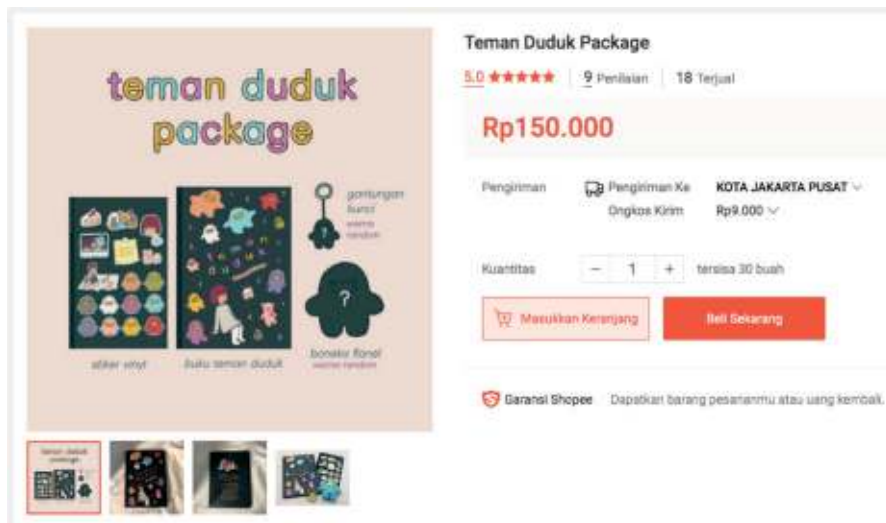 teman duduk
package
gantungan
kunci
warna
random
?
?
stiker vinyl
buku teman duduk
boneka flanel
warna random
Teman Duduk Package
5.0 ★★★★★ 9 Penilaian 18 Terjual
Rp150.000
Pengiriman Pengiriman Ke KOTA JAKARTA PUSAT
Ongkos Kirim Rp9.000
Kuantitas - 1 + tersisa 30 buah
Masukkan Keranjang Beli Sekarang
Garansi Shopee Dapatkan barang pesananmu atau uang kembali.